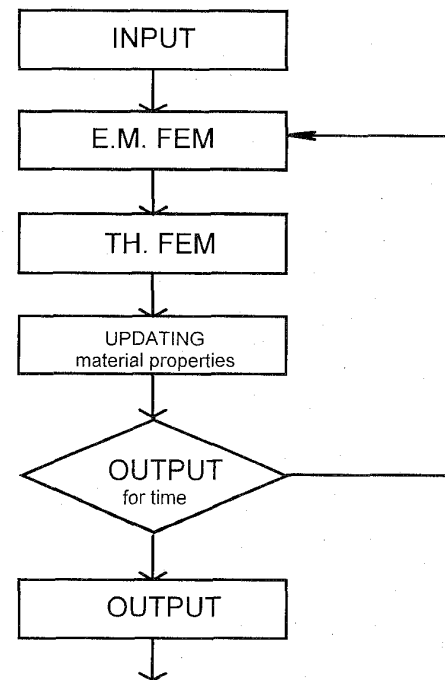 INPUT
E.M. FEM
TH. FEM
UPDATING
material properties
OUTPUT
for time
OUTPUT